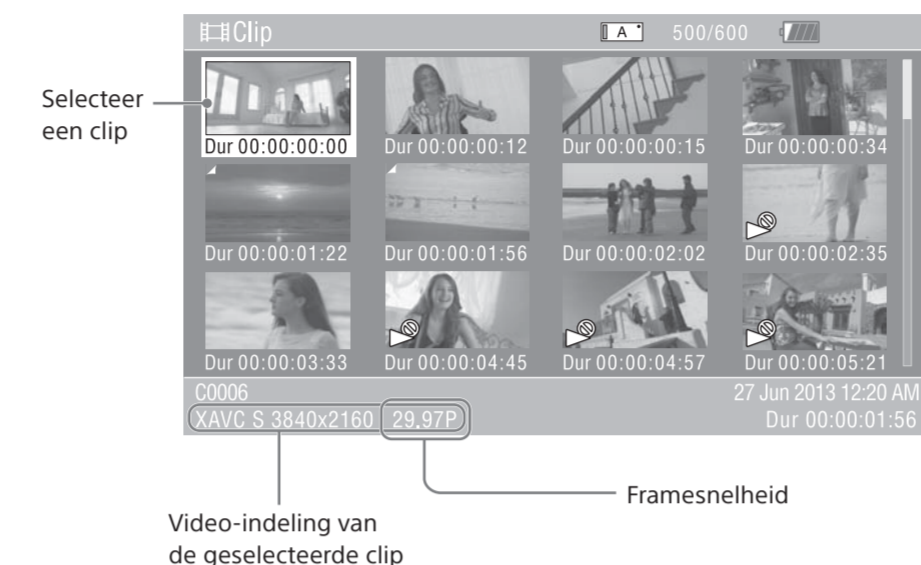 Clip
A
500/600
Selecteer
een clip
Dur 00:00:00:00
Dur 00:00:00:12
Dur 00:00:00:15
Dur 00:00:00:34
Dur 00:00:01:22
Dur 00:00:01:56
Dur 00:00:02:02
Dur 00:00:02:35
Dur 00:00:03:33
Dur 00:00:04:45
Dur 00:00:04:57
Dur 00:00:05:21
C0006
27 Jun 2013 12:20 AM
XAVC S 3840x2160 29.97P
Dur 00:00:01:56
Framesnelheid
Video-indeling van
de geselecteerde clip